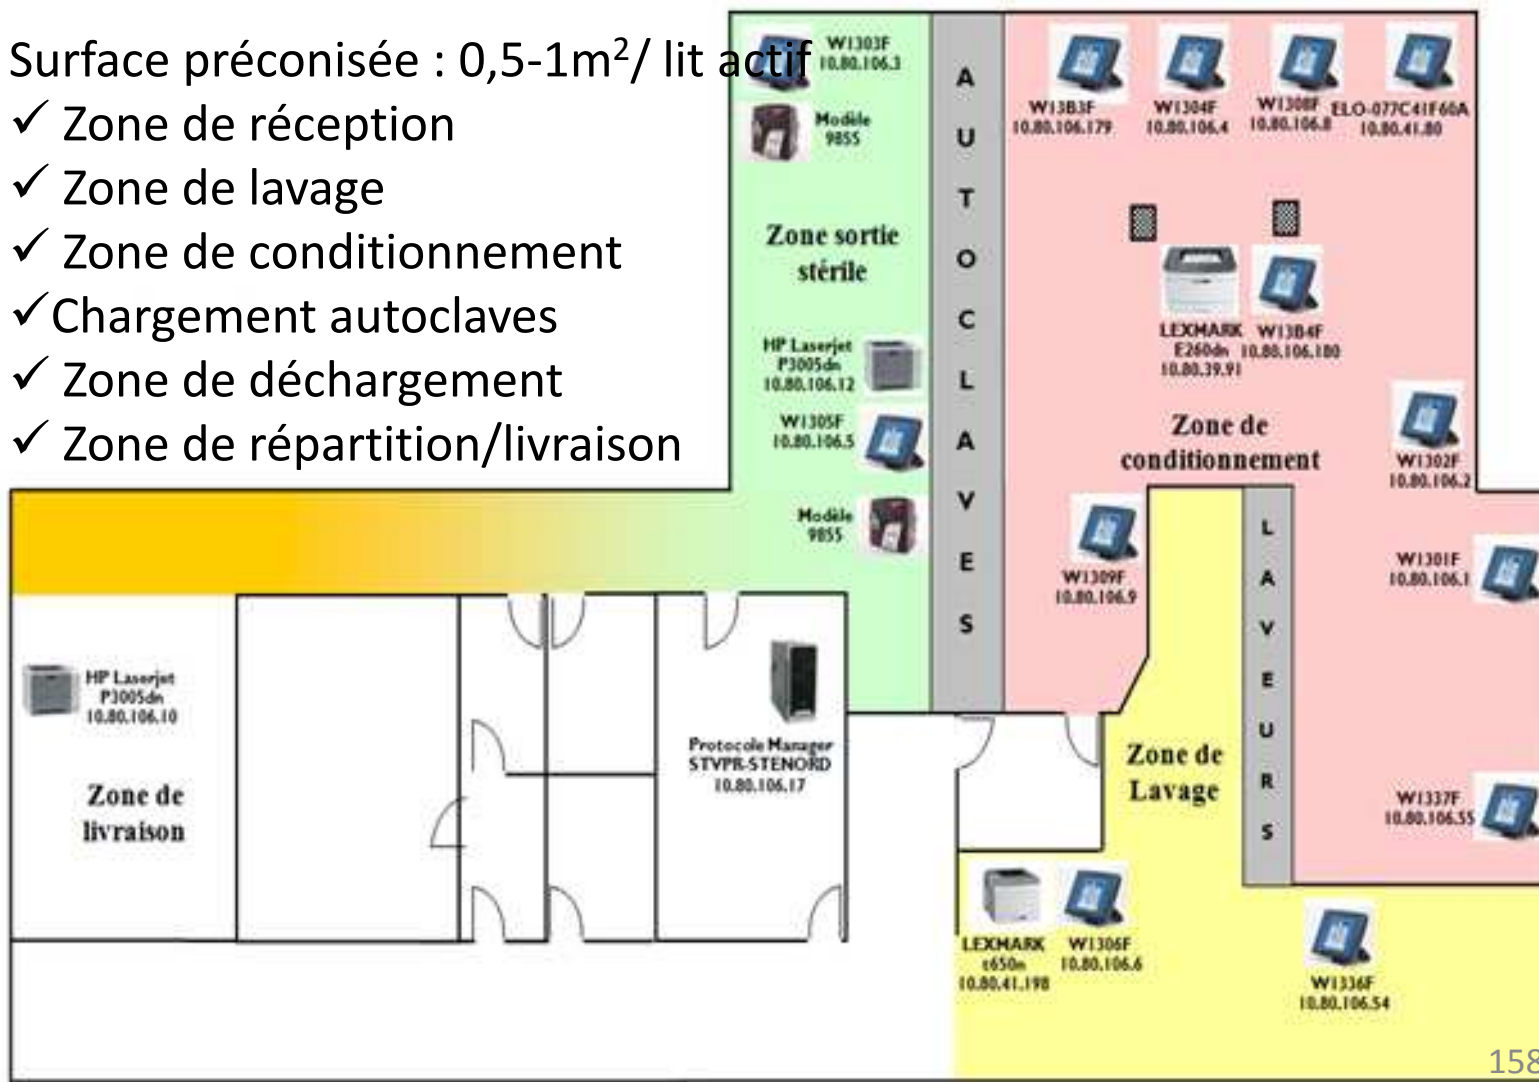 Surface préconisée : 0,5-1m²/ lit actif
✓ Zone de réception
✓ Zone de lavage
✓ Zone de conditionnement
✓Chargement autoclaves
✓ Zone de déchargement
✓ Zone de répartition/livraison
W1303F
10.80.106.3
Modèle
9855
Zone sortie
stérile
HP Laserjet
P3005dn
10.80.106.12
W1305F
10.80.106.5
Modèle
9855
AUTOCLAVES
W13B3F
10.80.106.179
W1304F
10.80.106.4
W1308F
10.80.106.8
ELO-077C41F60A
10.80.41.80
LEXMARK
E260dn
10.80.39.91
W13B4F
10.80.106.180
Zone de
conditionnement
W1302F
10.80.106.2
W1309F
10.80.106.9
W1301F
10.80.106.1
LAVEURS
W1337F
10.80.106.55
HP Laserjet
P3005dn
10.80.106.10
Zone de
livraison
Protocole Manager
STVPR-STENORD
10.80.106.17
Zone de
Lavage
LEXMARK
t650n
10.80.41.198
W1306F
10.80.106.6
W1336F
10.80.106.54
158